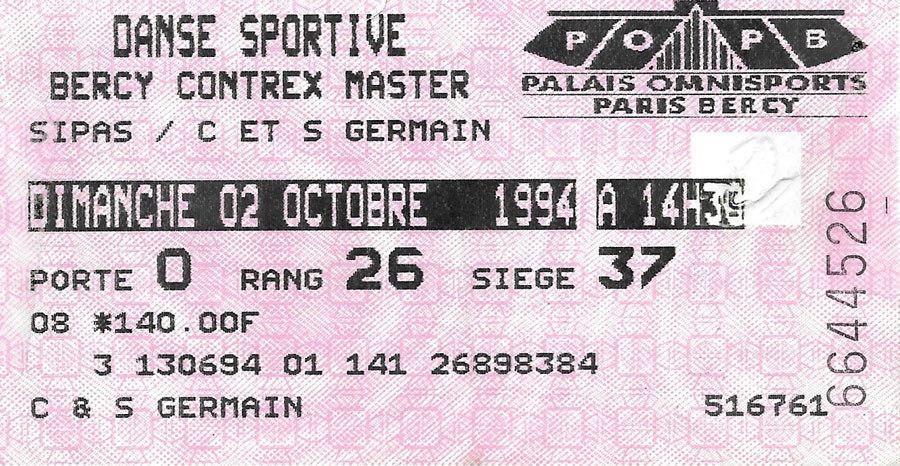 DANSE SPORTIVE
BERCY CONTREX MASTER
SIPAS / C ET S GERMAIN
P O P B
PALAIS OMNISPORTS
PARIS BERCY
DIMANCHE 02 OCTOBRE 1994 A 14H30
PORTE 0 RANG 26 SIEGE 37
08 *140.00F
3 130694 01 141 26898384
C & S GERMAIN
516761
6644526